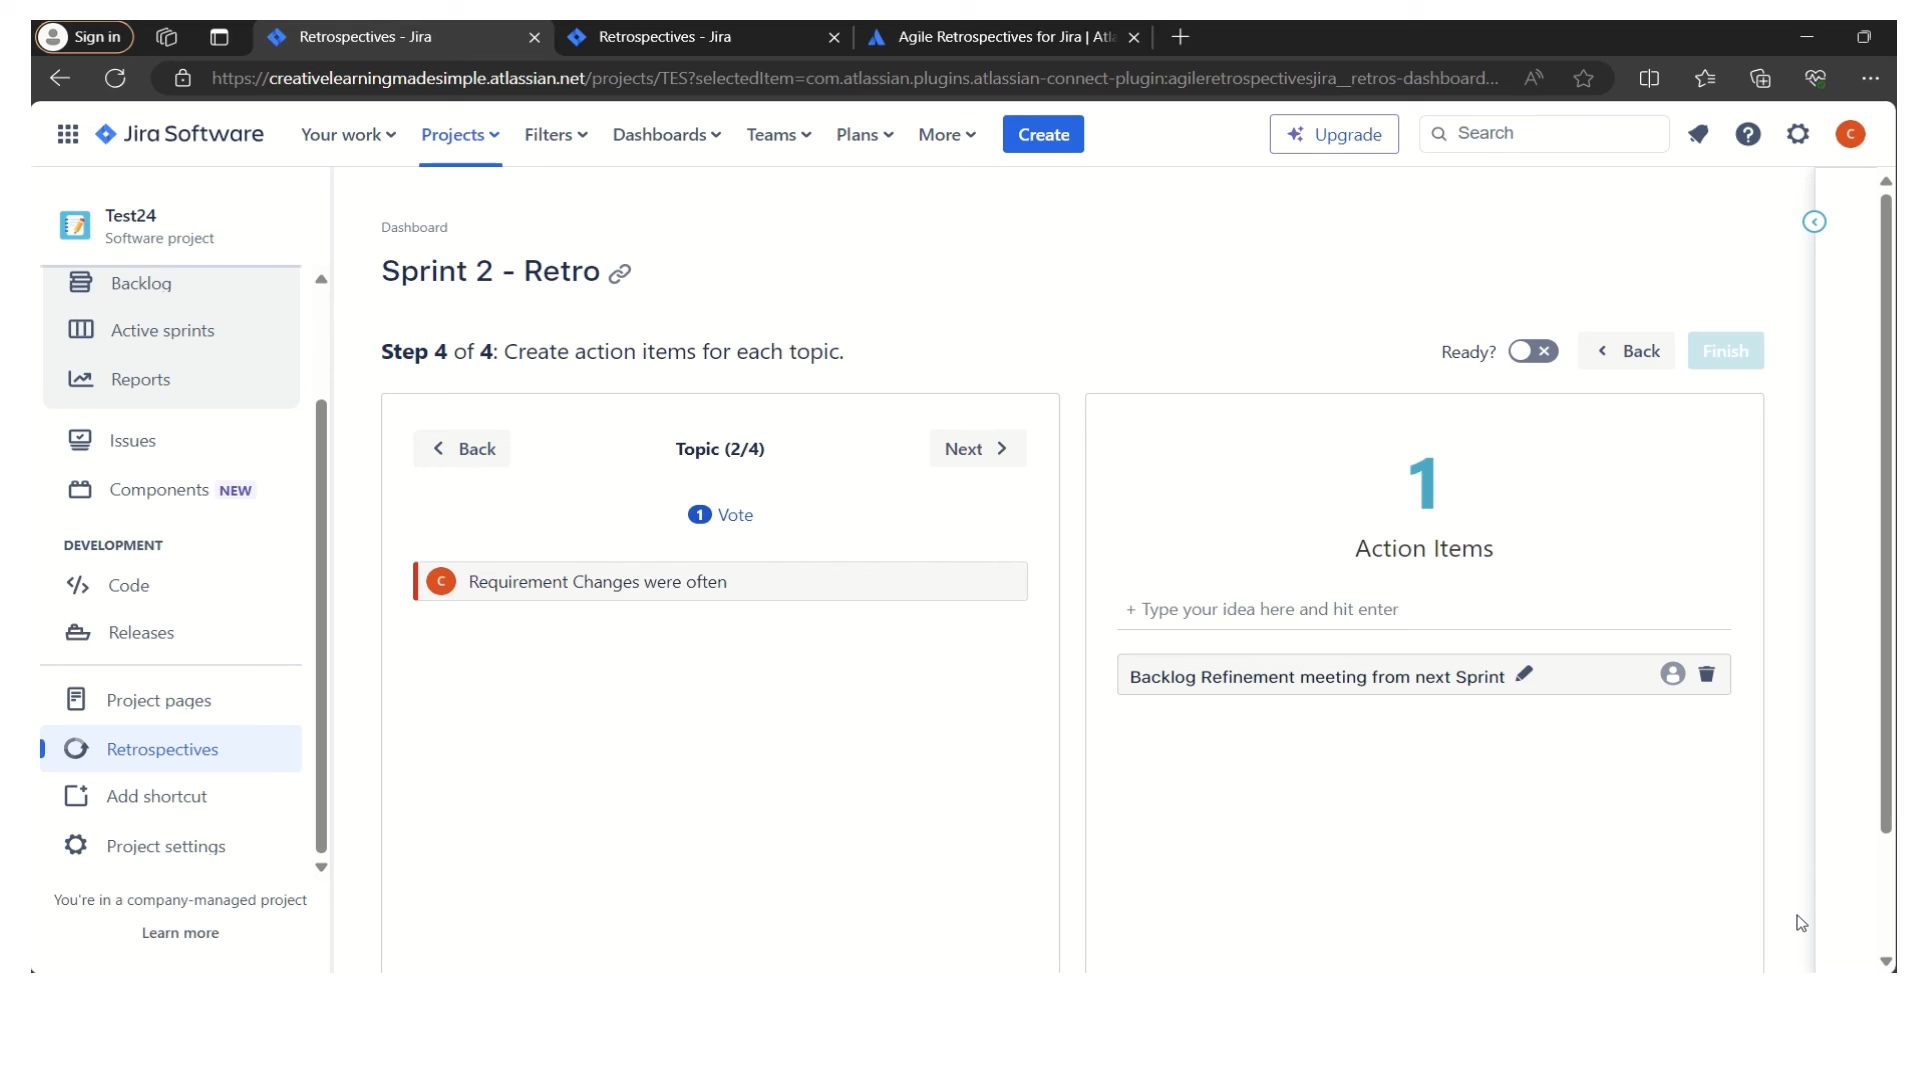 Sign in
Retrospectives - Jira
Retrospectives - Jira
Agile Retrospectives for Jira | Atl
https://creativelearningmadesimple.atlassian.net/projects/TES?selectedItem=com.atlassian.plugins.atlassian-connect-plugin:agileretrospectivesjira__retros-dashboard...
Jira Software
Your work
Projects
Filters
Dashboards
Teams
Plans
More
Create
Upgrade
Search
C
Test24
Software project
Backlog
Active sprints
Reports
Issues
Components NEW
DEVELOPMENT
Code
Releases
Project pages
Retrospectives
Add shortcut
Project settings
You're in a company-managed project
Learn more
Dashboard
Sprint 2 - Retro
Step 4 of 4: Create action items for each topic.
Ready?
Back
Finish
Back
Topic (2/4)
Next
1 Vote
C Requirement Changes were often
1
Action Items
+ Type your idea here and hit enter
Backlog Refinement meeting from next Sprint